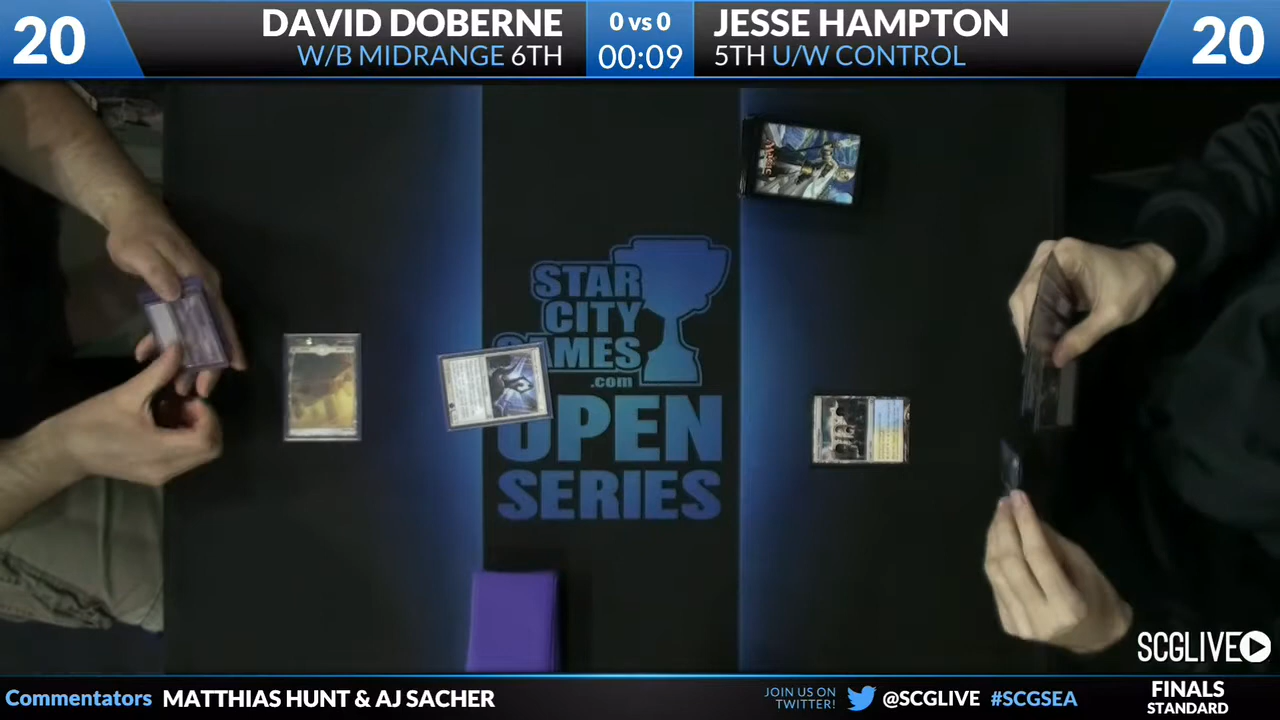 20
DAVID DOBERNE
W/B MIDRANGE 6TH
0 vs 0
00:09
JESSE HAMPTON
5TH U/W CONTROL
20
STAR
CITY
GAMES
.com
OPEN
SERIES
SCGLIVE
Commentators MATTHIAS HUNT & AJ SACHER
JOIN US ON
TWITTER!
@SCGLIVE #SCGSEA
FINALS
STANDARD